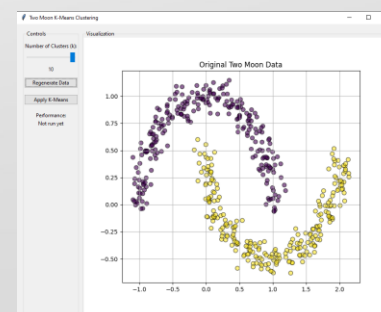 Two Moon K-Means Clustering
Controls
Number of Clusters (k):
10
Regenerate Data
Apply K-Means
Performance:
Not run yet
Visualization
Original Two Moon Data
1.00
0.75
0.50
0.25
0.00
−0.25
−0.50
−1.0 −0.5 0.0 0.5 1.0 1.5 2.0